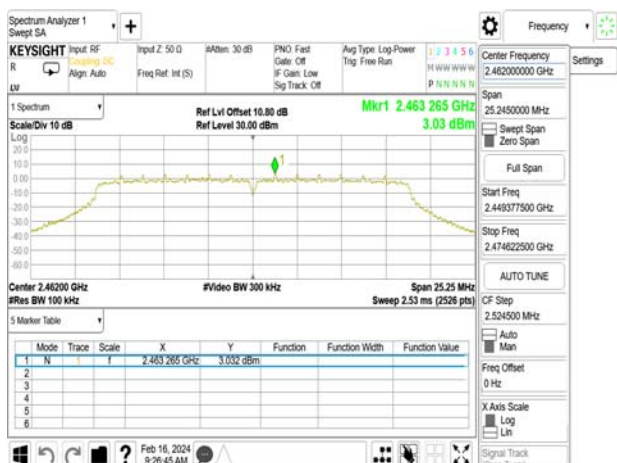 Spectrum Analyzer 1
Swept SA
Frequency
KEYSIGHT
R
Input: RF
Coupling: DC
Align: Auto
Input Z: 50 Ω
Freq Ref: Int (S)
#Atten: 30 dB
PNO: Fast
Gate: Off
IF Gain: Low
Sig Track: Off
Avg Type: Log-Power
Trig: Free Run
1 2 3 4 5 6
M W W W W W
P N N N N N
1 Spectrum
Scale/Div 10 dB
Log
Ref Lvl Offset 10.80 dB
Ref Level 30.00 dBm
Mkr1 2.463 265 GHz
3.03 dBm
20.0
10.0
0.00
-10.0
-20.0
-30.0
-40.0
-50.0
-60.0
1
Center 2.46200 GHz
#Res BW 100 kHz
#Video BW 300 kHz
Span 25.25 MHz
Sweep 2.53 ms (2526 pts)
5 Marker Table
Mode Trace Scale X Y Function Function Width Function Value
1 N 1 f 2.463 265 GHz 3.032 dBm
2
3
4
5
6
Feb 16, 2024
9:26:45 AM
Center Frequency
2.462000000 GHz
Settings
Span
25.2450000 MHz
Swept Span
Zero Span
Full Span
Start Freq
2.449377500 GHz
Stop Freq
2.474622500 GHz
AUTO TUNE
CF Step
2.524500 MHz
Auto
Man
Freq Offset
0 Hz
X Axis Scale
Log
Lin
Signal Track